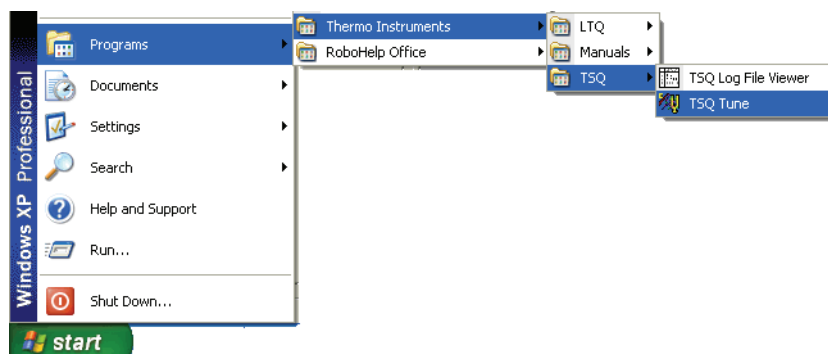 Windows XP Professional
Programs
Documents
Settings
Search
Help and Support
Run...
Shut Down...
start
Thermo Instruments
RoboHelp Office
LTQ
Manuals
TSQ
TSQ Log File Viewer
TSQ Tune